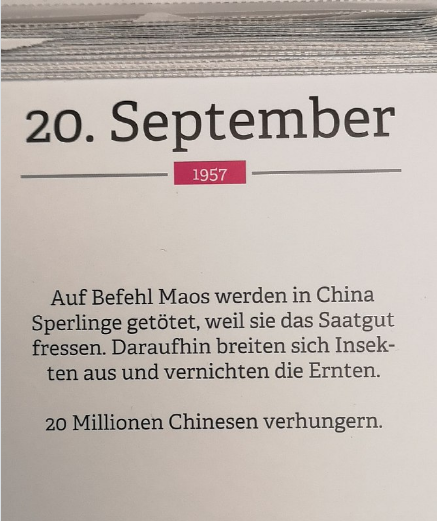 20. September
1957
Auf Befehl Maos werden in China
Sperlinge getötet, weil sie das Saatgut
fressen. Daraufhin breiten sich Insek-
ten aus und vernichten die Ernten.
20 Millionen Chinesen verhungern.